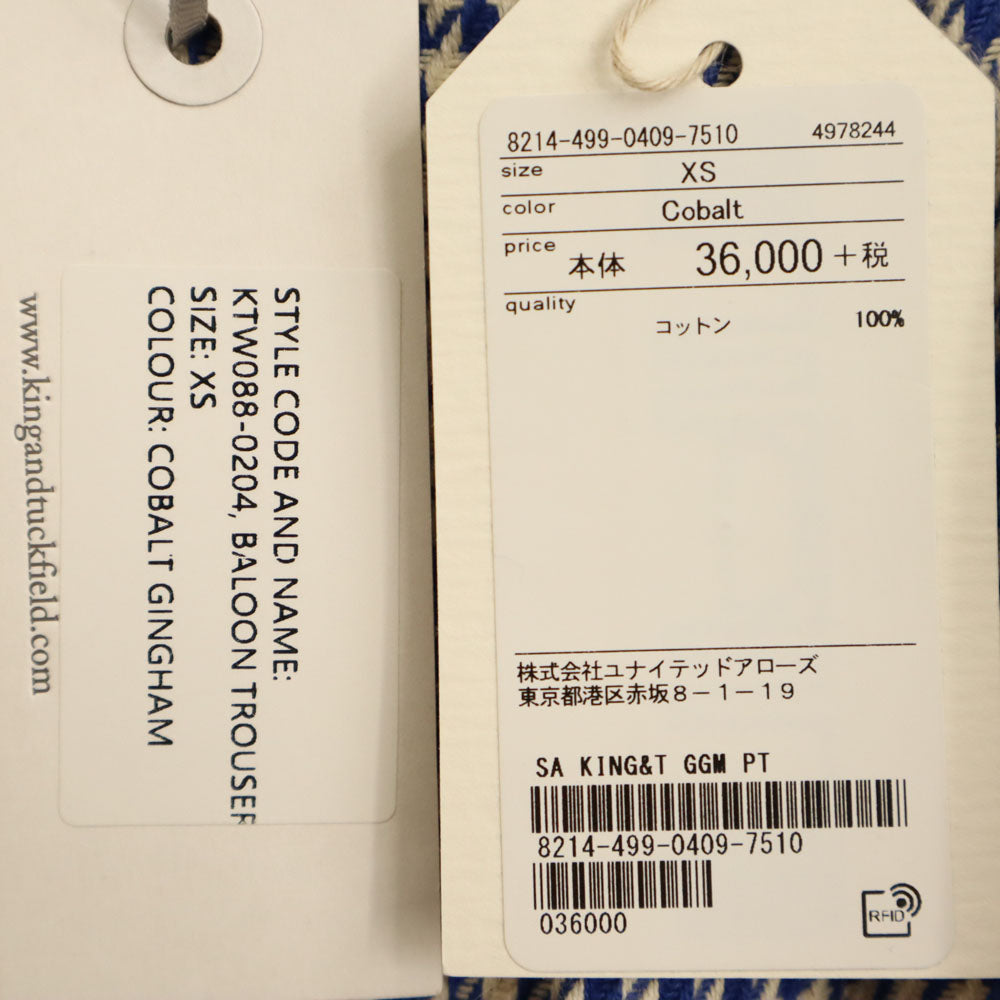 www.kingandtuckfield.com
STYLE CODE AND NAME:
KTW088-0204, BALOON TROUSER
SIZE: XS
COLOUR: COBALT GINGHAM
8214-499-0409-7510 4978244
size XS
color Cobalt
price 本体 36,000+税
quality
コットン 100%
株式会社ユナイテッドアローズ
東京都港区赤坂8-1-19
SA KING&T GGM PT
8214-499-0409-7510
036000
RFID